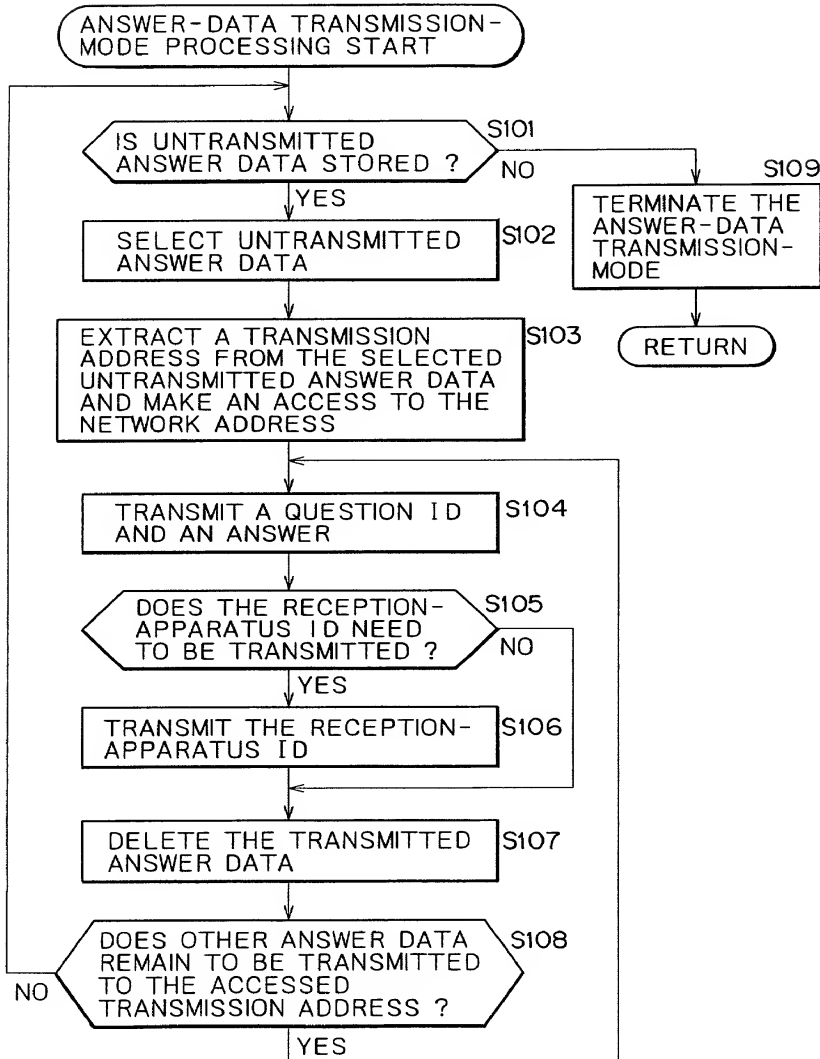 ANSWER-DATA TRANSMISSION-
MODE PROCESSING START
IS UNTRANSMITTED
ANSWER DATA STORED ?
S101
NO
YES
S109
TERMINATE THE
ANSWER-DATA
TRANSMISSION-
MODE
RETURN
SELECT UNTRANSMITTED
ANSWER DATA
S102
EXTRACT A TRANSMISSION
ADDRESS FROM THE SELECTED
UNTRANSMITTED ANSWER DATA
AND MAKE AN ACCESS TO THE
NETWORK ADDRESS
S103
TRANSMIT A QUESTION ID
AND AN ANSWER
S104
DOES THE RECEPTION-
APPARATUS ID NEED
TO BE TRANSMITTED ?
S105
NO
YES
TRANSMIT THE RECEPTION-
APPARATUS ID
S106
DELETE THE TRANSMITTED
ANSWER DATA
S107
DOES OTHER ANSWER DATA
REMAIN TO BE TRANSMITTED
TO THE ACCESSED
TRANSMISSION ADDRESS ?
S108
NO
YES